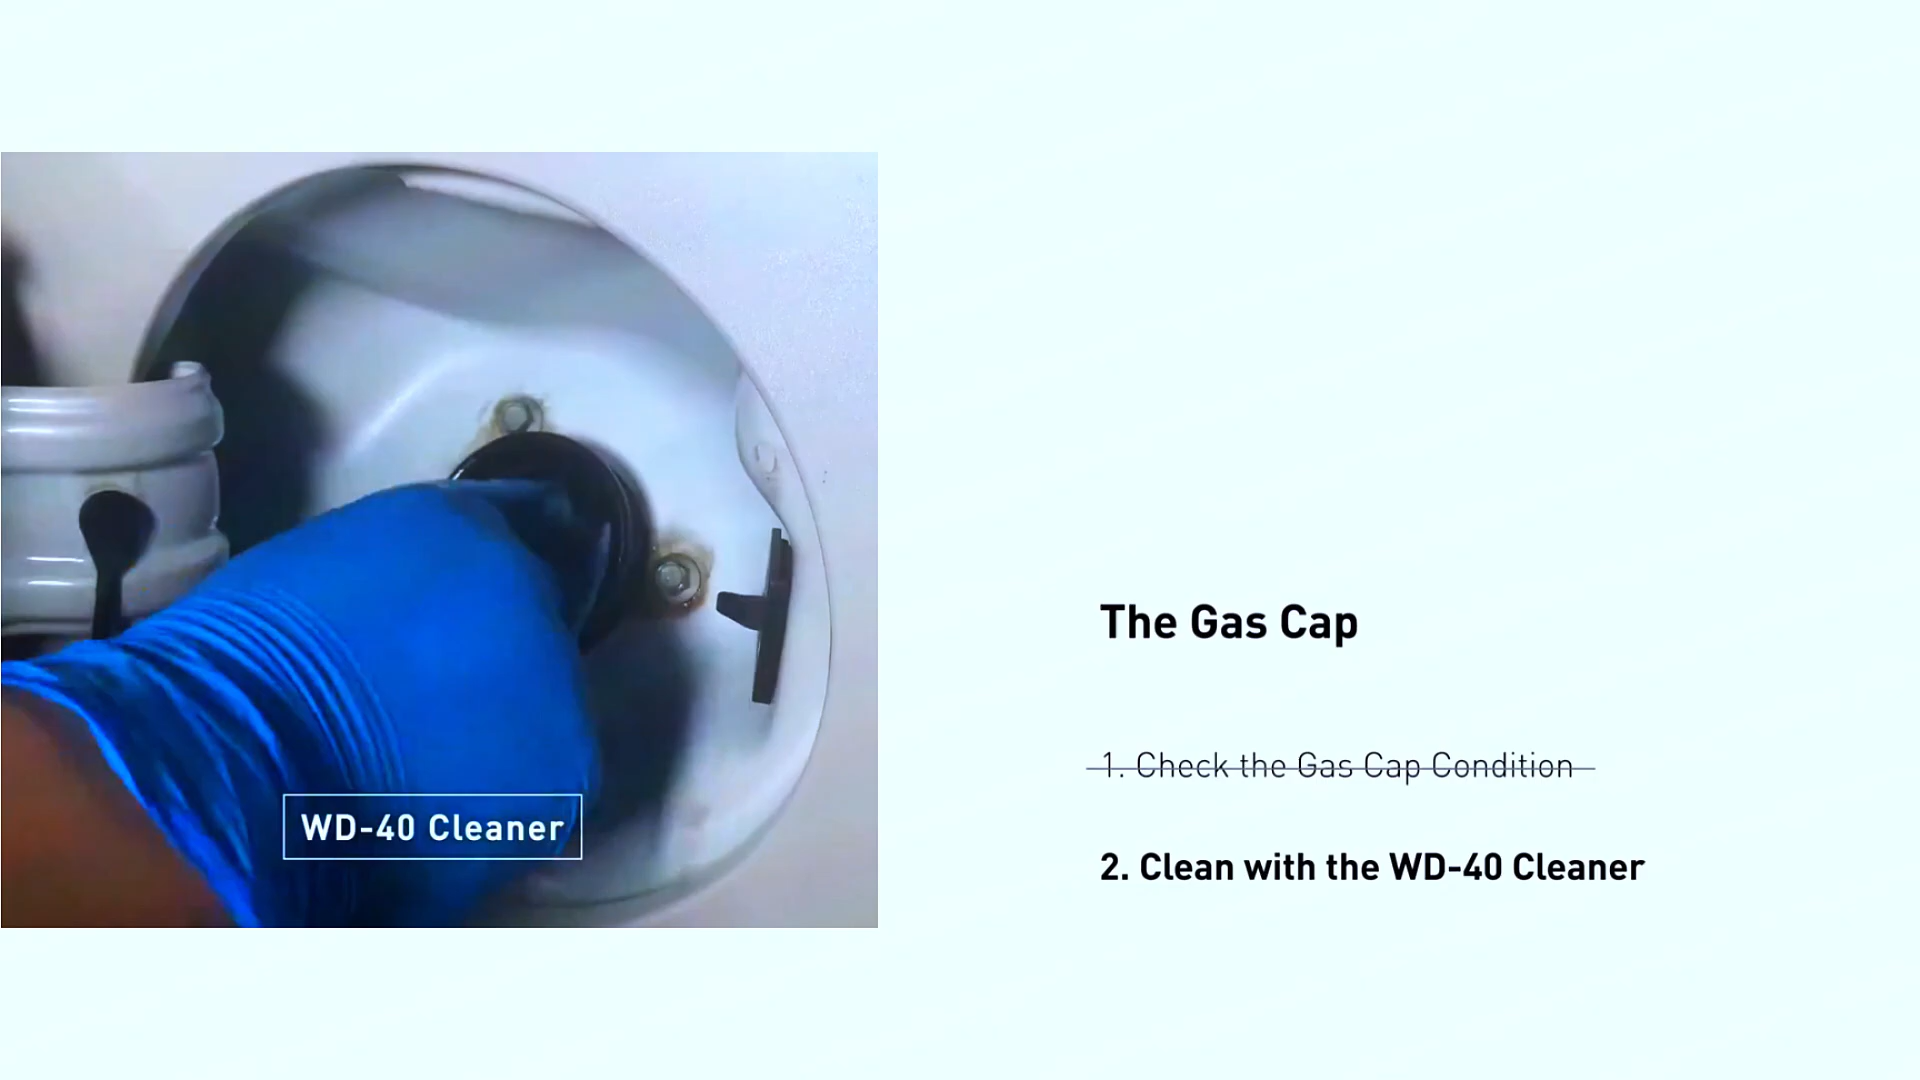 WD-40 Cleaner
The Gas Cap
1. Check the Gas Cap Condition
2. Clean with the WD-40 Cleaner